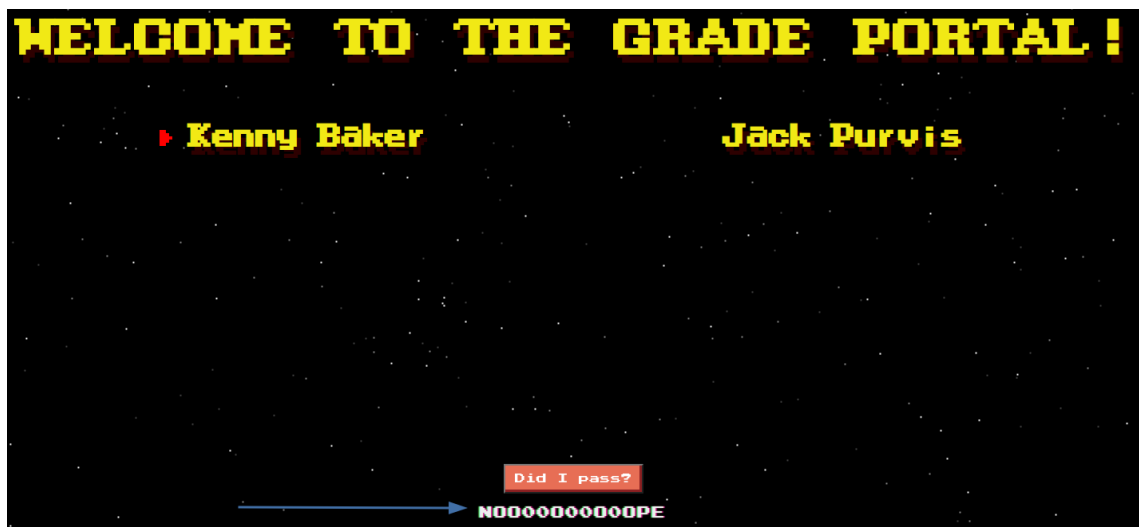 WELCOME TO THE GRADE PORTAL!
Kenny Baker Jack Purvis
Did I pass?
NOOOOOOOOOOPE